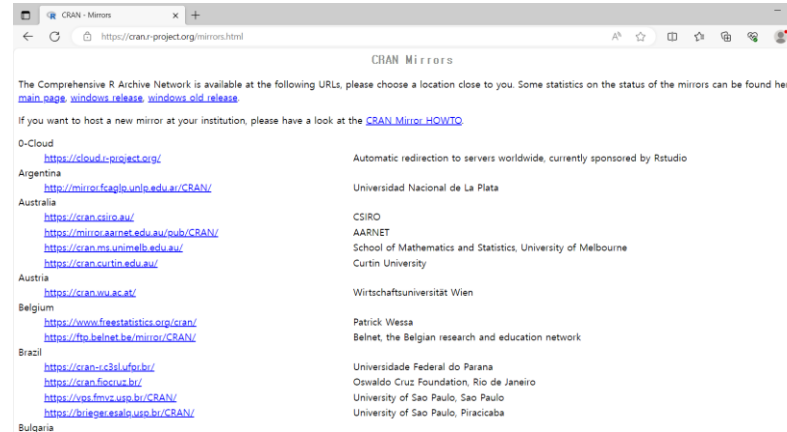 CRAN - Mirrors
https://cran.r-project.org/mirrors.html
CRAN Mirrors
The Comprehensive R Archive Network is available at the following URLs, please choose a location close to you. Some statistics on the status of the mirrors can be found her
main page, windows release, windows old release.
If you want to host a new mirror at your institution, please have a look at the CRAN Mirror HOWTO.
0-Cloud
https://cloud.r-project.org/ Automatic redirection to servers worldwide, currently sponsored by Rstudio
Argentina
http://mirror.fcaglp.unlp.edu.ar/CRAN/ Universidad Nacional de La Plata
Australia
https://cran.csiro.au/ CSIRO
https://mirror.aarnet.edu.au/pub/CRAN/ AARNET
https://cran.ms.unimelb.edu.au/ School of Mathematics and Statistics, University of Melbourne
https://cran.curtin.edu.au/ Curtin University
Austria
https://cran.wu.ac.at/ Wirtschaftsuniversität Wien
Belgium
https://www.freestatistics.org/cran/ Patrick Wessa
https://ftp.belnet.be/mirror/CRAN/ Belnet, the Belgian research and education network
Brazil
https://cran-r.c3sl.ufpr.br/ Universidade Federal do Parana
https://cran.fiocruz.br/ Oswaldo Cruz Foundation, Rio de Janeiro
https://vps.fmvz.usp.br/CRAN/ University of Sao Paulo, Sao Paulo
https://brieger.esalq.usp.br/CRAN/ University of Sao Paulo, Piracicaba
Bulgaria